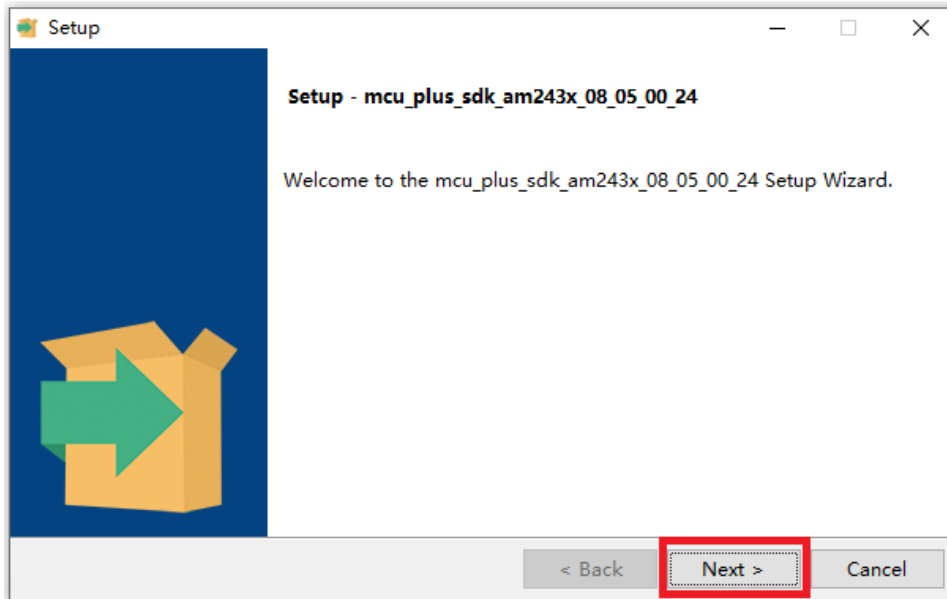 Setup
Setup - mcu_plus_sdk_am243x_08_05_00_24
Welcome to the mcu_plus_sdk_am243x_08_05_00_24 Setup Wizard.
< Back
Next >
Cancel